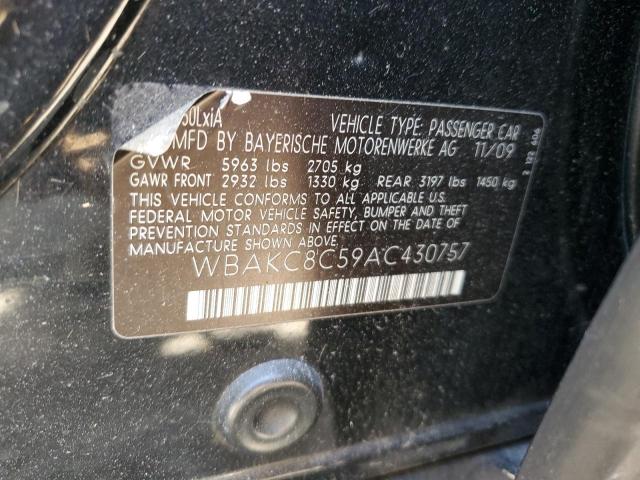 50LxiA VEHICLE TYPE: PASSENGER CAR
MFD BY BAYERISCHE MOTORENWERKE AG 11/09
GVWR 5963 lbs 2705 kg
GAWR FRONT 2932 lbs 1330 kg REAR 3197 lbs 1450 kg
THIS VEHICLE CONFORMS TO ALL APPLICABLE U.S.
FEDERAL MOTOR VEHICLE SAFETY, BUMPER AND THEFT
PREVENTION STANDARDS IN EFFECT ON THE DATE OF
MANUFACTURE SHOWN ABOVE.
WBAKC8C59AC430757